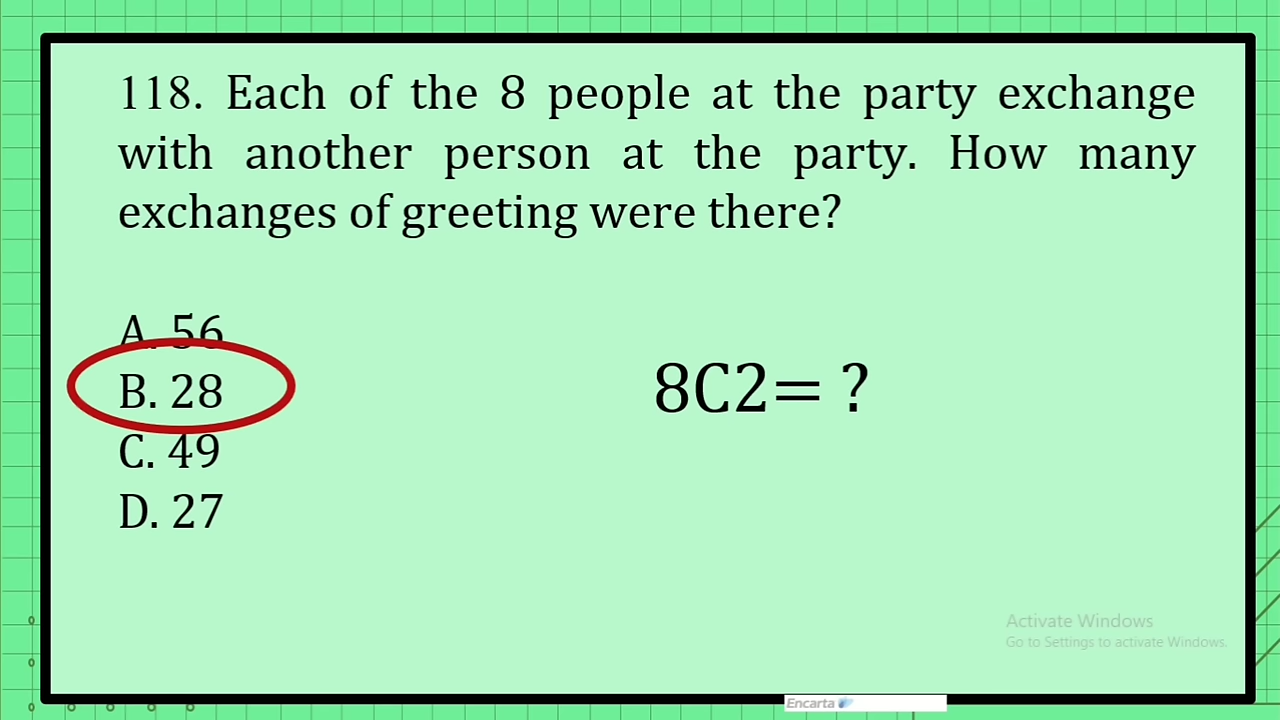 118. Each of the 8 people at the party exchange
with another person at the party. How many
exchanges of greeting were there?
A. 56
B. 28
C. 49
D. 27
8C2= ?
Activate Windows
Go to Settings to activate Windows.
Encarta